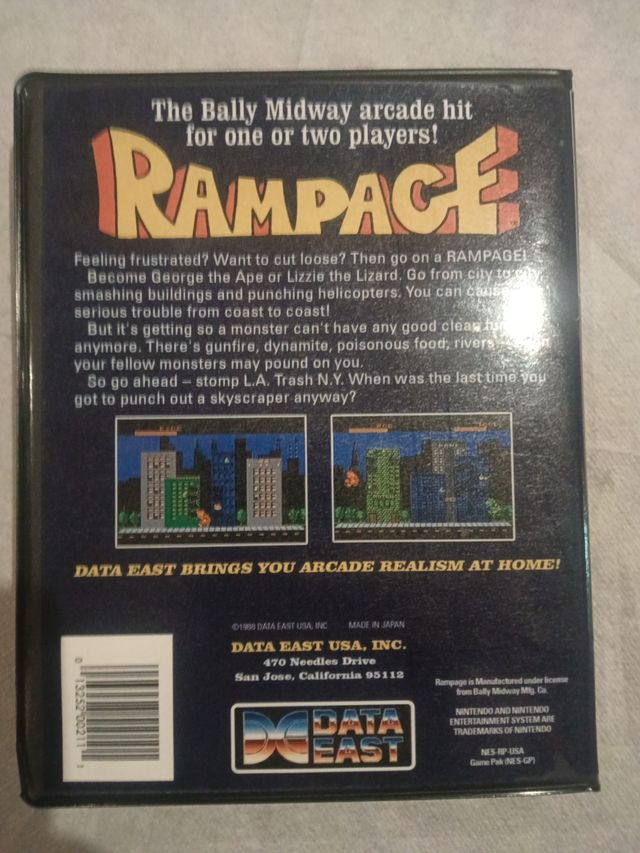 The Bally Midway arcade hit
for one or two players!
RAMPAGE
Feeling frustrated? Want to cut loose? Then go on a RAMPAGE!
Become George the Ape or Lizzie the Lizard. Go from city to city,
smashing buildings and punching helicopters. You can cause
serious trouble from coast to coast!
But it's getting so a monster can't have any good clean fun
anymore. There's gunfire, dynamite, poisonous food, rivers
your fellow monsters may pound on you.
So go ahead – stomp L.A. Trash N.Y. When was the last time you
got to punch out a skyscraper anyway?
DATA EAST BRINGS YOU ARCADE REALISM AT HOME!
©1988 DATA EAST USA, INC. MADE IN JAPAN
DATA EAST USA, INC.
470 Needles Drive
San Jose, California 95112
DATA
EAST
Rampage is Manufactured under license
from Bally Midway Mfg. Co.
NINTENDO AND NINTENDO
ENTERTAINMENT SYSTEM ARE
TRADEMARKS OF NINTENDO
NES-RP-USA
Game Pak (NES-GP)
0 13252 00211 1